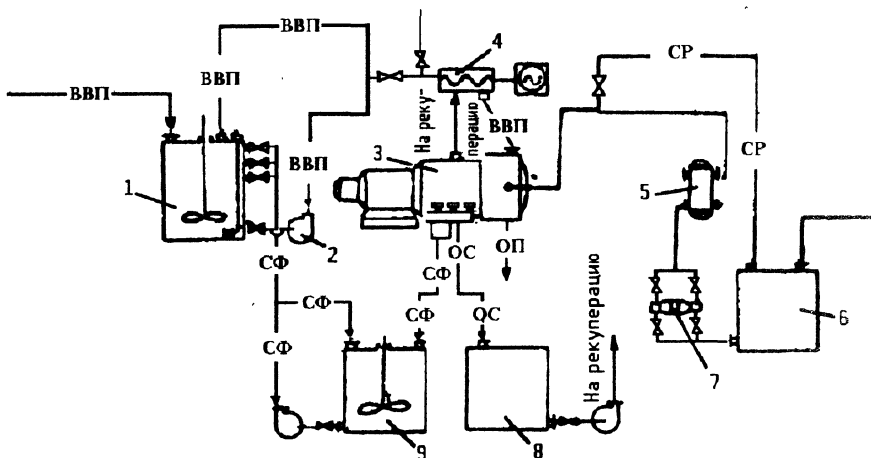 ВВП
4
СР
ВВП
ВВП
На реку-
перацию
ВВП
3
ВВП
СР
1
5
2
ОС
ОП
СФ
СФ
СФ
ОС
На рекуперацию
6
СФ
7
9
8